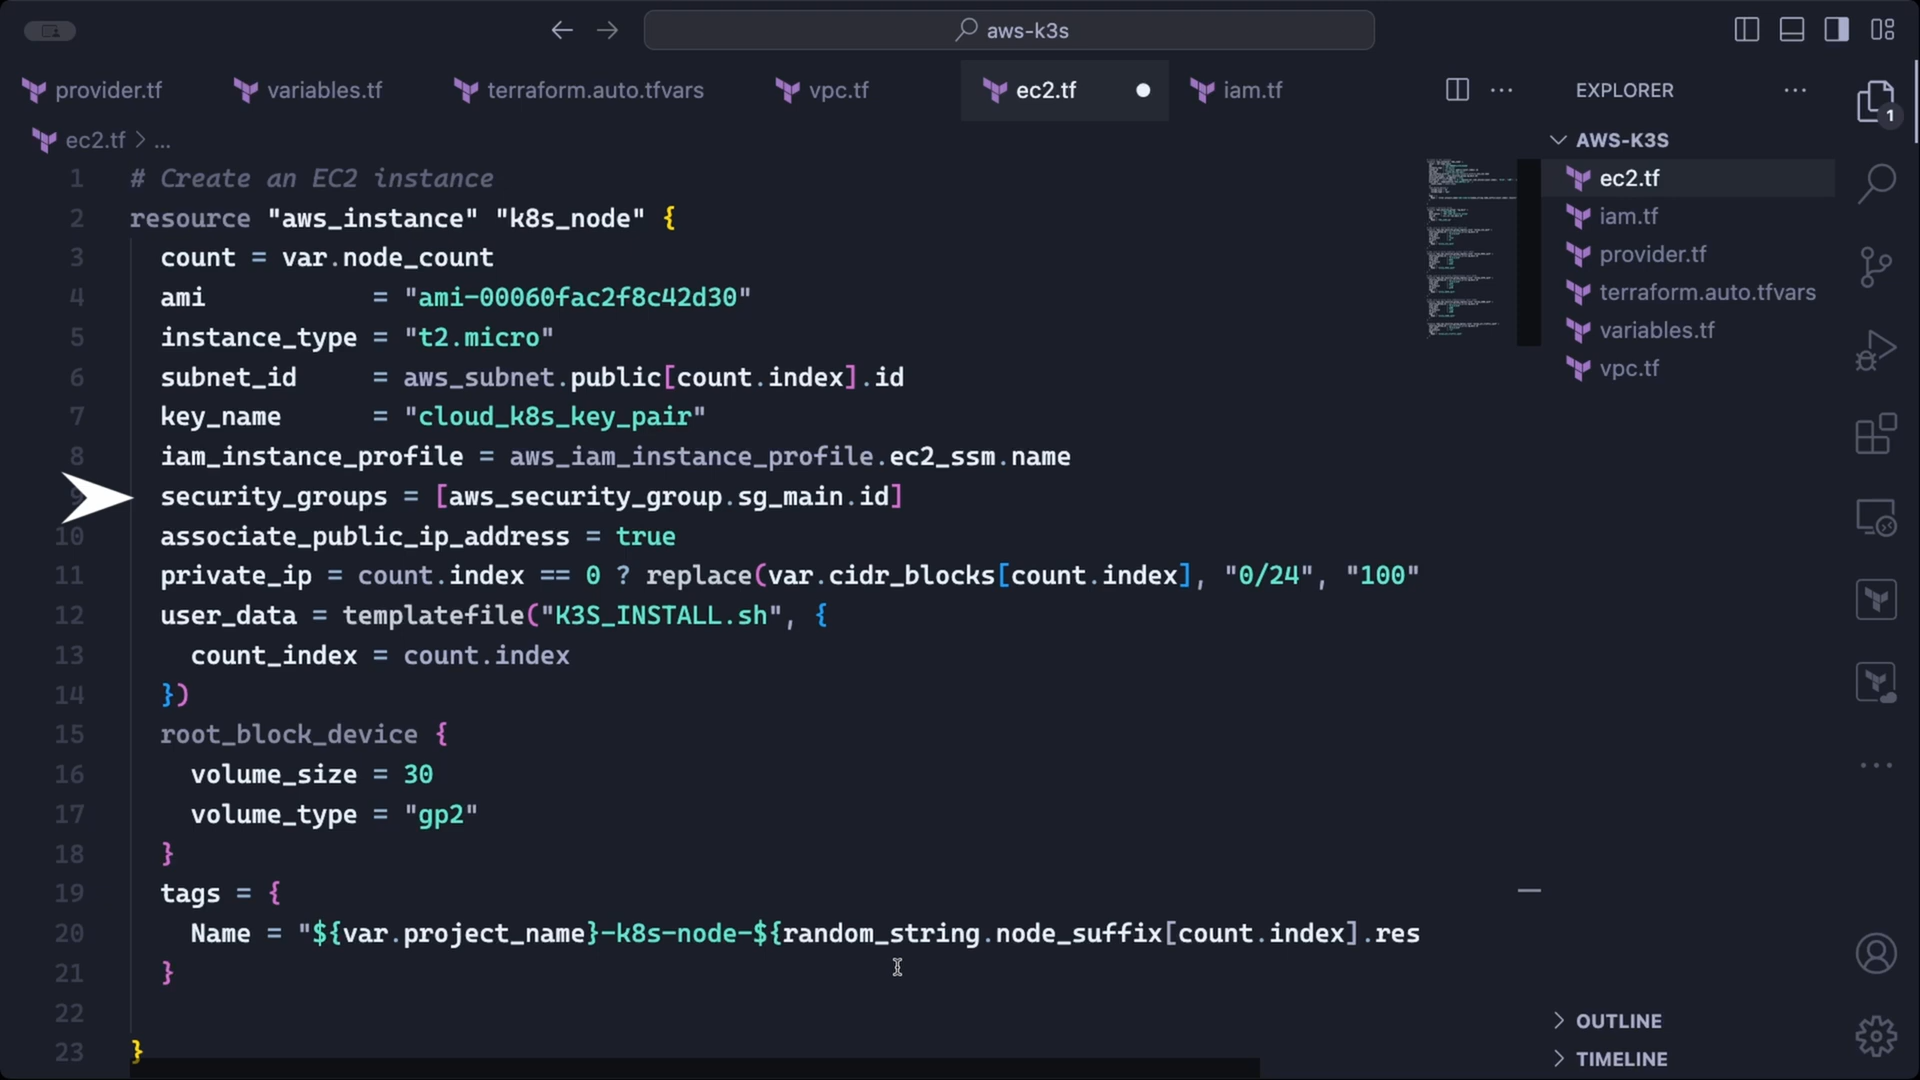 aws-k3s
provider.tf variables.tf terraform.auto.tfvars vpc.tf ec2.tf iam.tf
ec2.tf > ...
1 # Create an EC2 instance
2 resource "aws_instance" "k8s_node" {
3 count = var.node_count
4 ami = "ami-00060fac2f8c42d30"
5 instance_type = "t2.micro"
6 subnet_id = aws_subnet.public[count.index].id
7 key_name = "cloud_k8s_key_pair"
8 iam_instance_profile = aws_iam_instance_profile.ec2_ssm.name
9 security_groups = [aws_security_group.sg_main.id]
10 associate_public_ip_address = true
11 private_ip = count.index == 0 ? replace(var.cidr_blocks[count.index], "0/24", "100"
12 user_data = templatefile("K3S_INSTALL.sh", {
13 count_index = count.index
14 })
15 root_block_device {
16 volume_size = 30
17 volume_type = "gp2"
18 }
19 tags = {
20 Name = "${var.project_name}-k8s-node-${random_string.node_suffix[count.index].res
21 }
22
23 }
EXPLORER
AWS-K3S
ec2.tf
iam.tf
provider.tf
terraform.auto.tfvars
variables.tf
vpc.tf
OUTLINE
TIMELINE
1